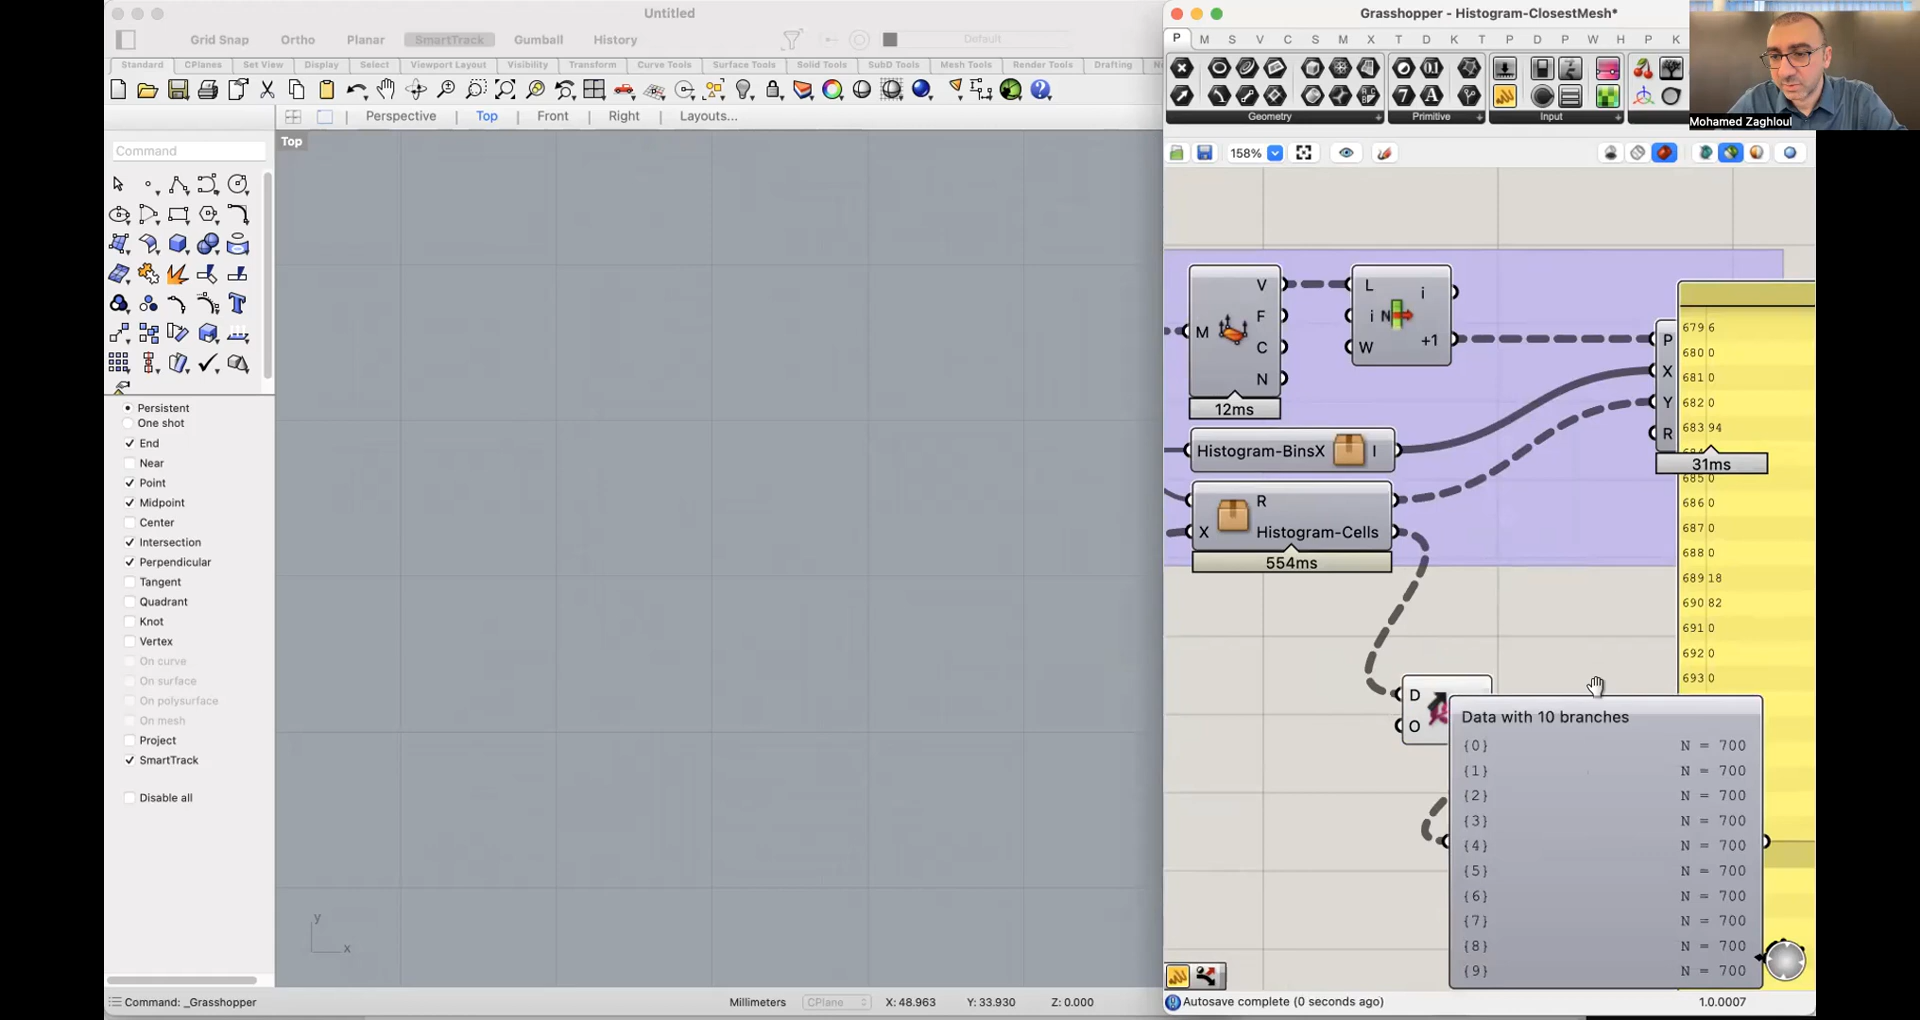 Untitled
Grid Snap Ortho Planar SmartTrack Gumball History Default
Standard CPlanes Set View Display Select Viewport Layout Visibility Transform Curve Tools Surface Tools Solid Tools SubD Tools Mesh Tools Render Tools Drafting
Perspective Top Front Right Layouts...
Top
Command
Persistent
One shot
End
Near
Point
Midpoint
Center
Intersection
Perpendicular
Tangent
Quadrant
Knot
Vertex
On curve
On surface
On polysurface
On mesh
Project
SmartTrack
Disable all
y
x
Command: _Grasshopper
Millimeters CPlane X: 48.963 Y: 33.930 Z: 0.000
Grasshopper - Histogram-ClosestMesh*
P M S V C S M X T D K T P D P W H P K
Geometry Primitive Input
Mohamed Zaghloul
158%
M V F C N
12ms
L i W i N +1
P X Y R
31ms
Histogram-BinsX I
X R Histogram-Cells
554ms
679 6
680 0
681 0
682 0
683 94
685 0
686 0
687 0
688 0
689 18
690 82
691 0
692 0
693 0
D
O
Data with 10 branches
{0} N = 700
{1} N = 700
{2} N = 700
{3} N = 700
{4} N = 700
{5} N = 700
{6} N = 700
{7} N = 700
{8} N = 700
{9} N = 700
Autosave complete (0 seconds ago)
1.0.0007